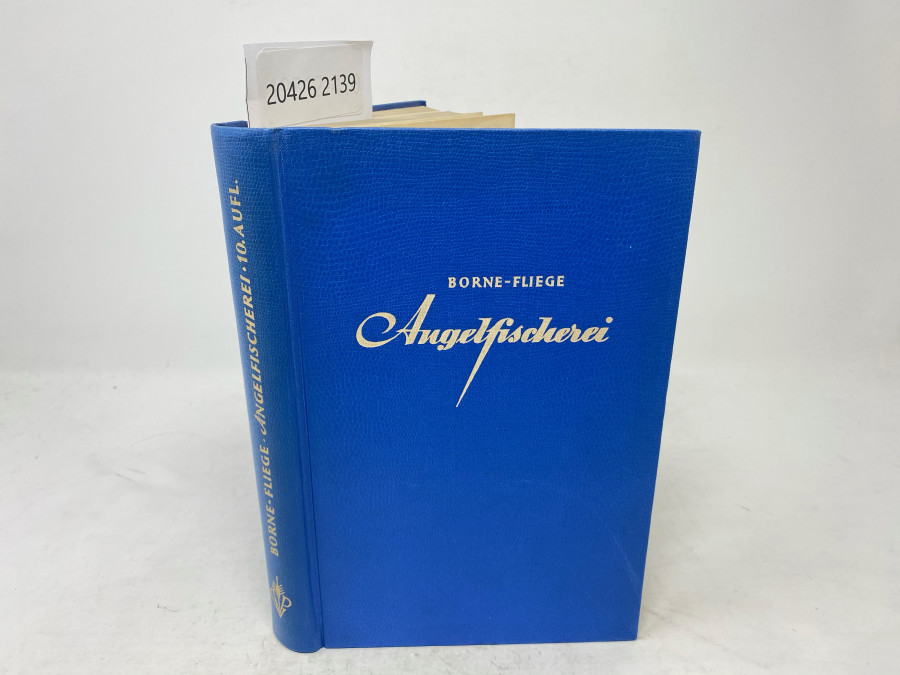 20426 2139
BORNE-FLIEGE
Angelfischerei
BORNE-FLIEGE · ANGELFISCHEREI · 10. AUFL.